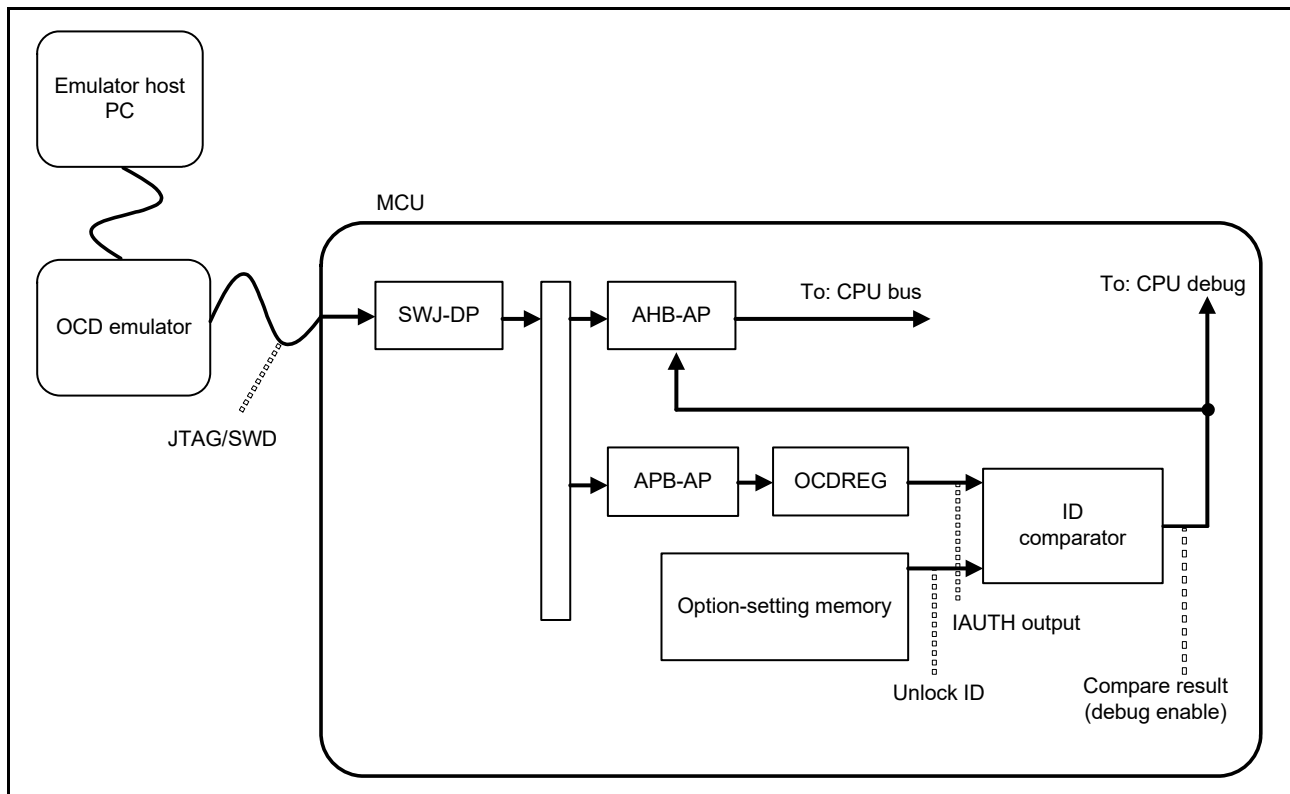 Emulator host
PC
MCU
OCD emulator
JTAG/SWD
SWJ-DP
AHB-AP
To: CPU bus
To: CPU debug
APB-AP
OCDREG
ID
comparator
Option-setting memory
IAUTH output
Unlock ID
Compare result
(debug enable)